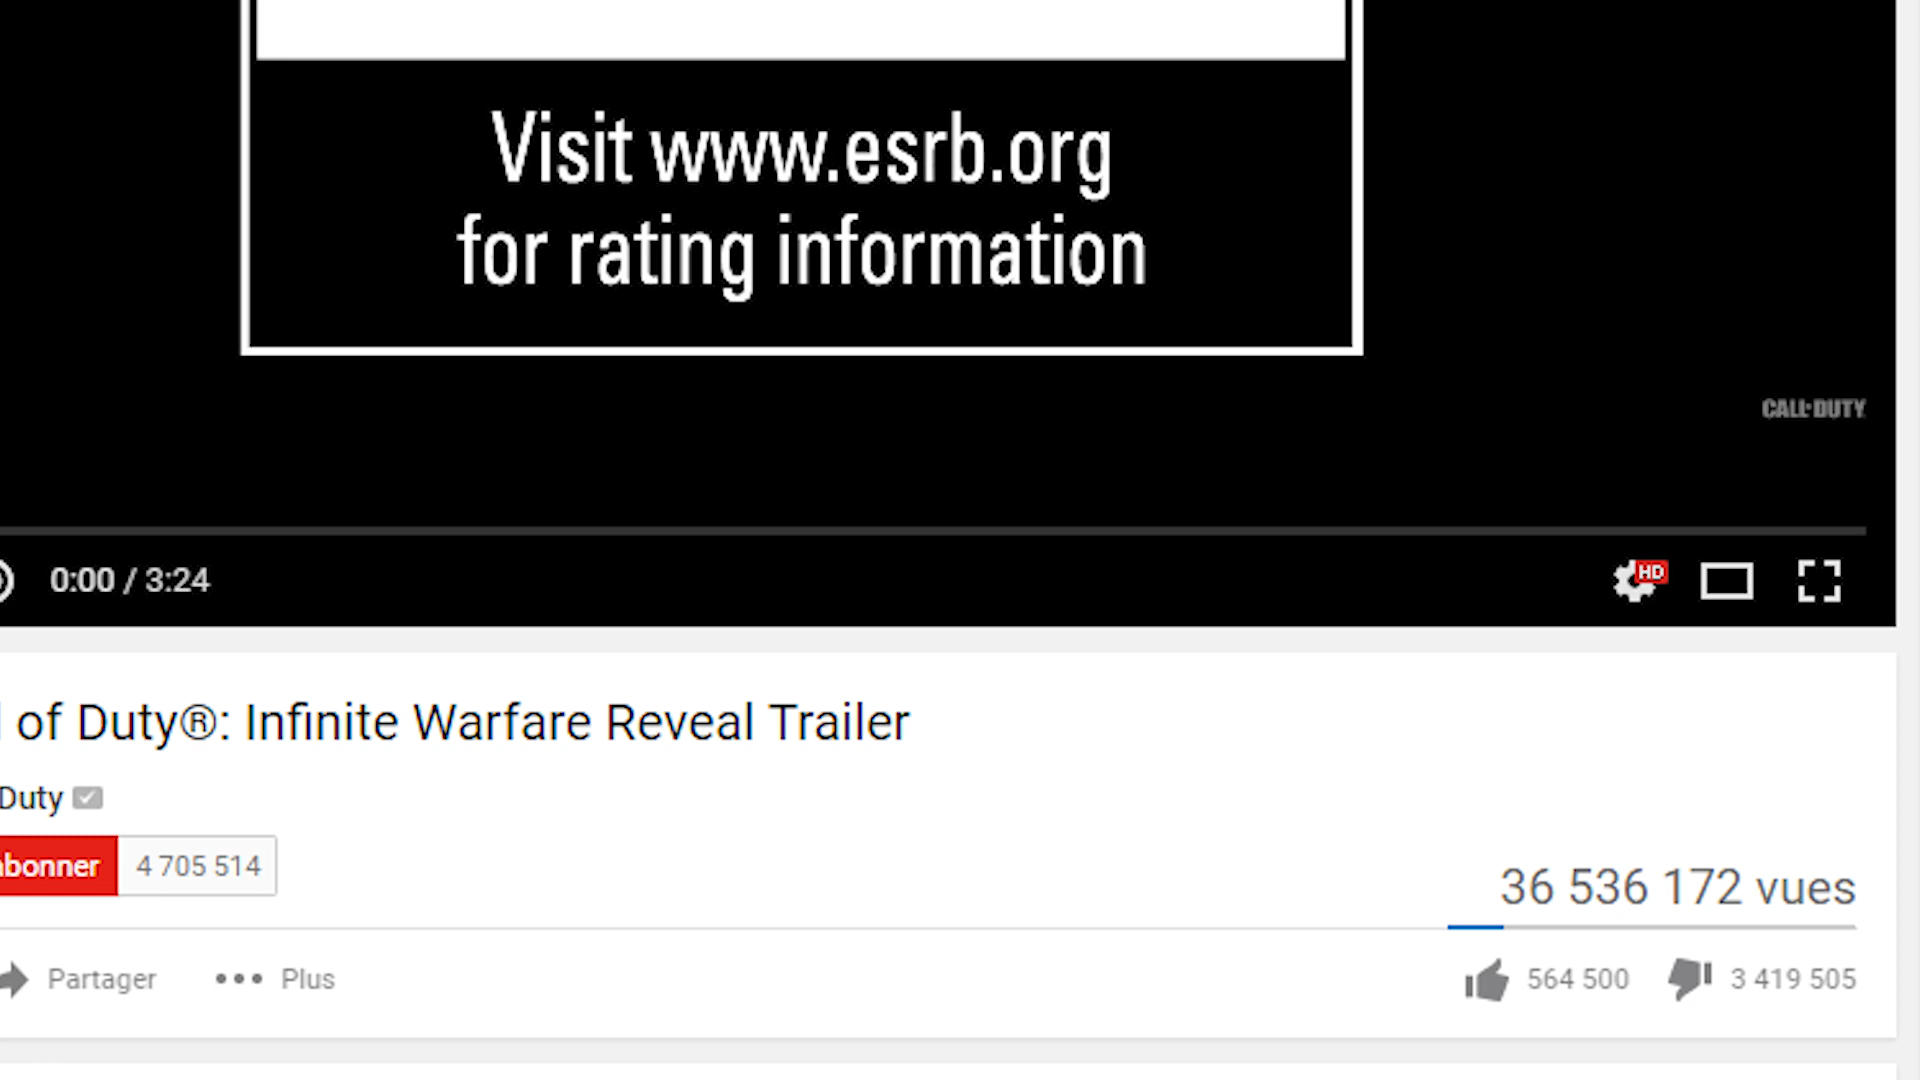 Visit www.esrb.org
for rating information
CALL·DUTY
0:00 / 3:24
HD
of Duty®: Infinite Warfare Reveal Trailer
Duty
abonner 4 705 514
36 536 172 vues
Partager ••• Plus
564 500 3 419 505